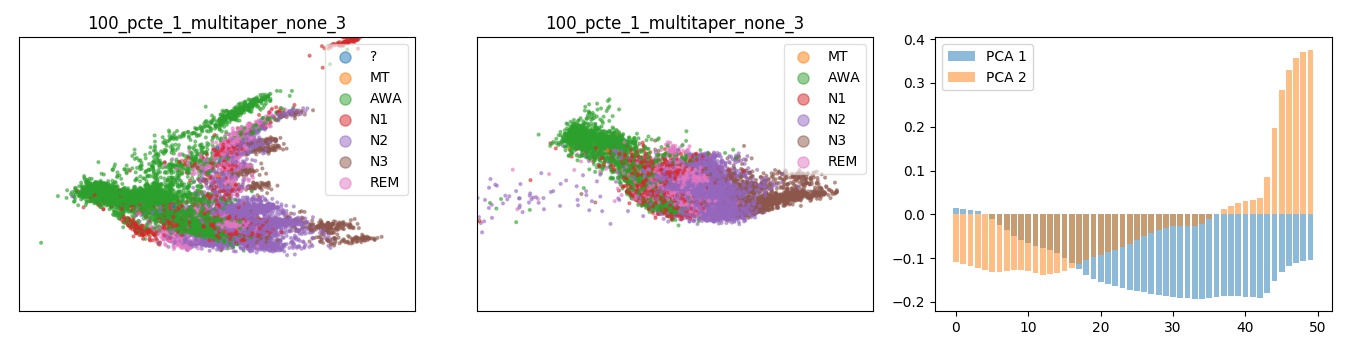 100_pcte_1_multitaper_none_3
?
MT
AWA
N1
N2
N3
REM
100_pcte_1_multitaper_none_3
MT
AWA
N1
N2
N3
REM
PCA 1
PCA 2
0.4
0.3
0.2
0.1
0.0
−0.1
−0.2
0 10 20 30 40 50